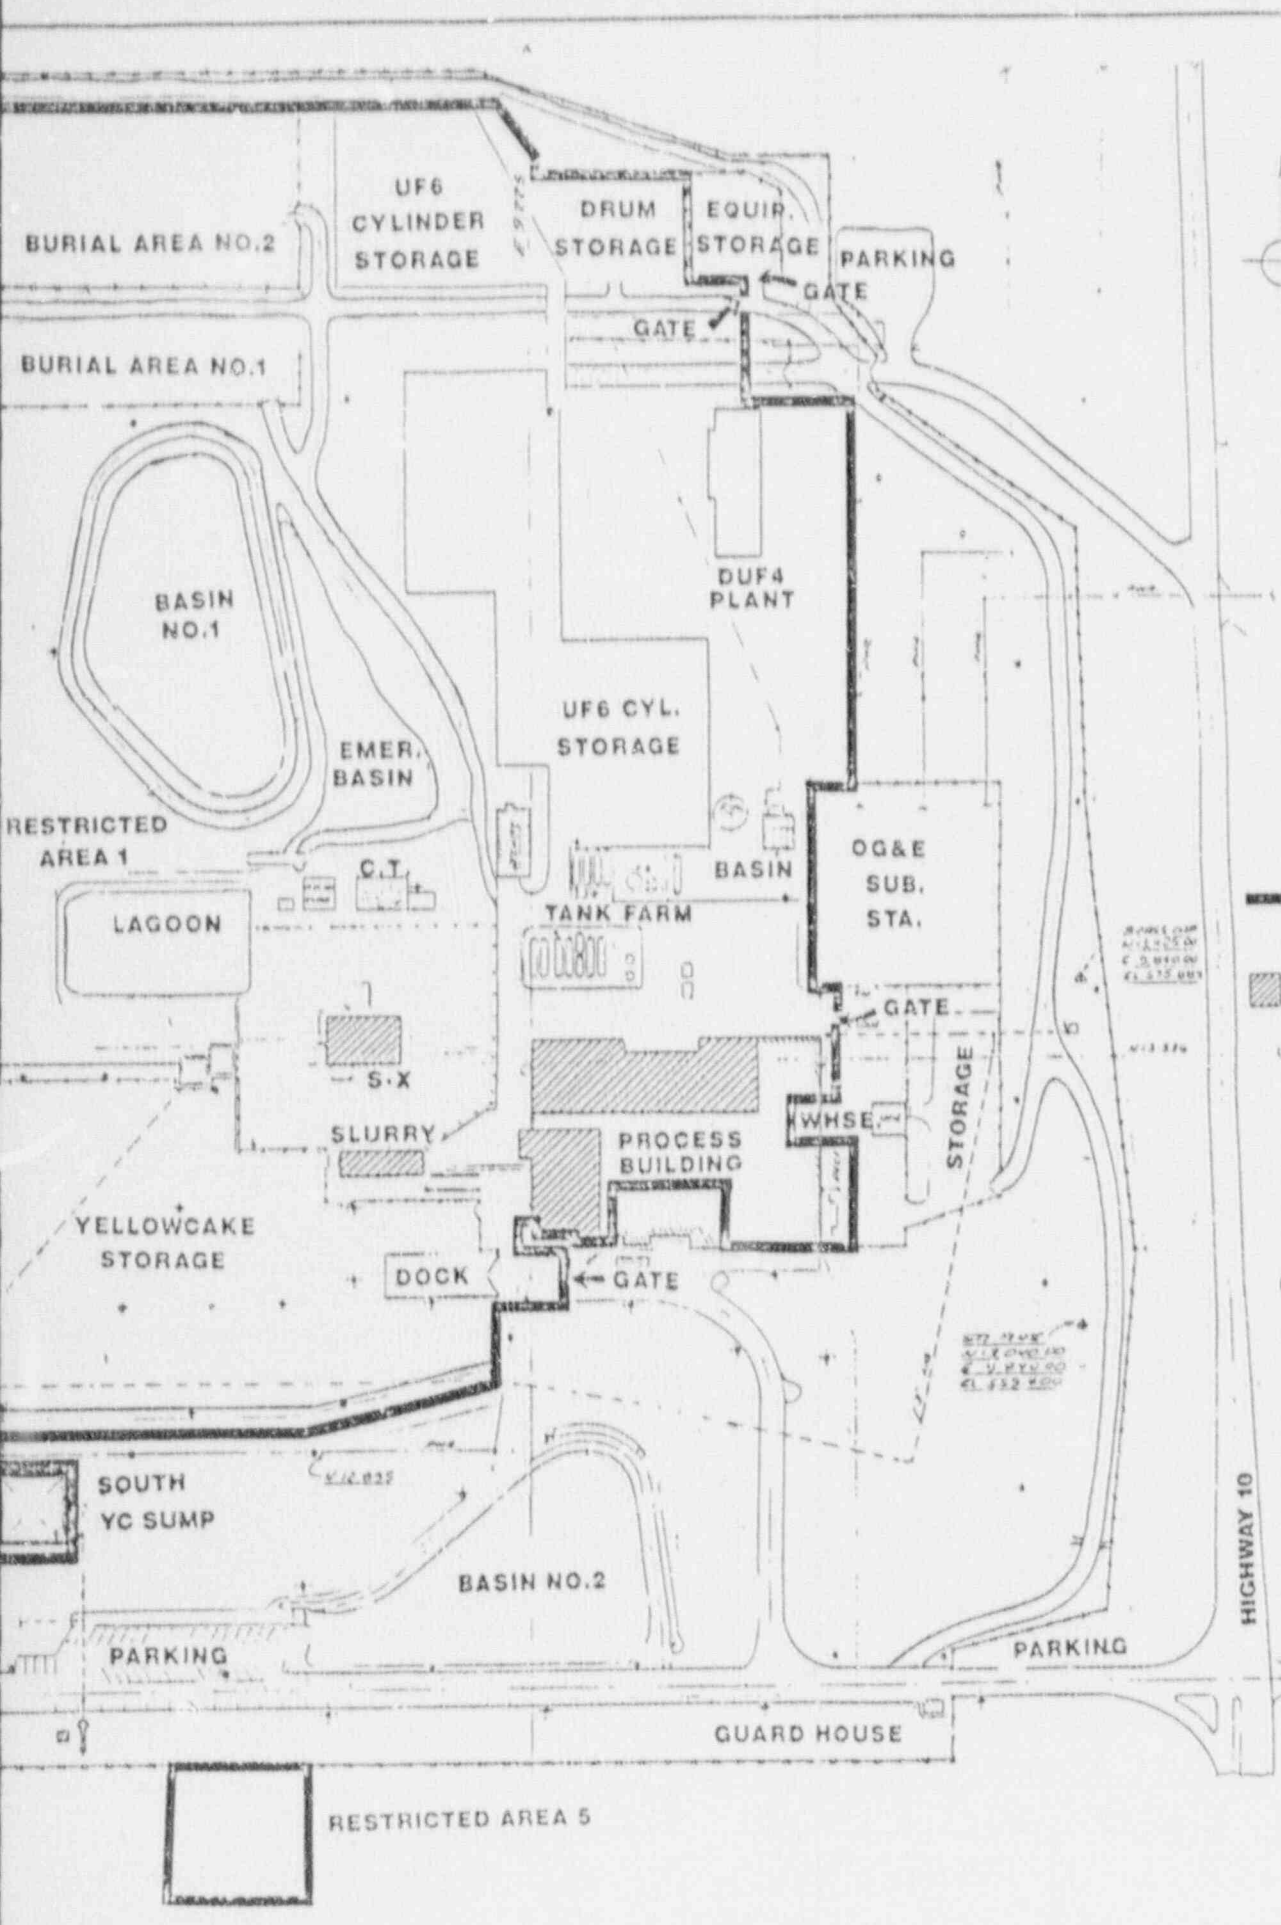 UF6
CYLINDER
STORAGE
DRUM
STORAGE
EQUIP.
STORAGE
BURIAL AREA NO.2
PARKING
GATE
GATE
BURIAL AREA NO.1
DUF4
PLANT
BASIN
NO.1
UF6 CYL.
STORAGE
EMER.
BASIN
RESTRICTED
AREA 1
C.T.
BASIN
OG&E
SUB.
STA.
LAGOON
TANK FARM
GATE
S-X
STORAGE
SLURRY
WHSE.
PROCESS
BUILDING
YELLOWCAKE
STORAGE
DOCK
GATE
SOUTH
YC SUMP
BASIN NO.2
HIGHWAY 10
PARKING
PARKING
GUARD HOUSE
RESTRICTED AREA 5